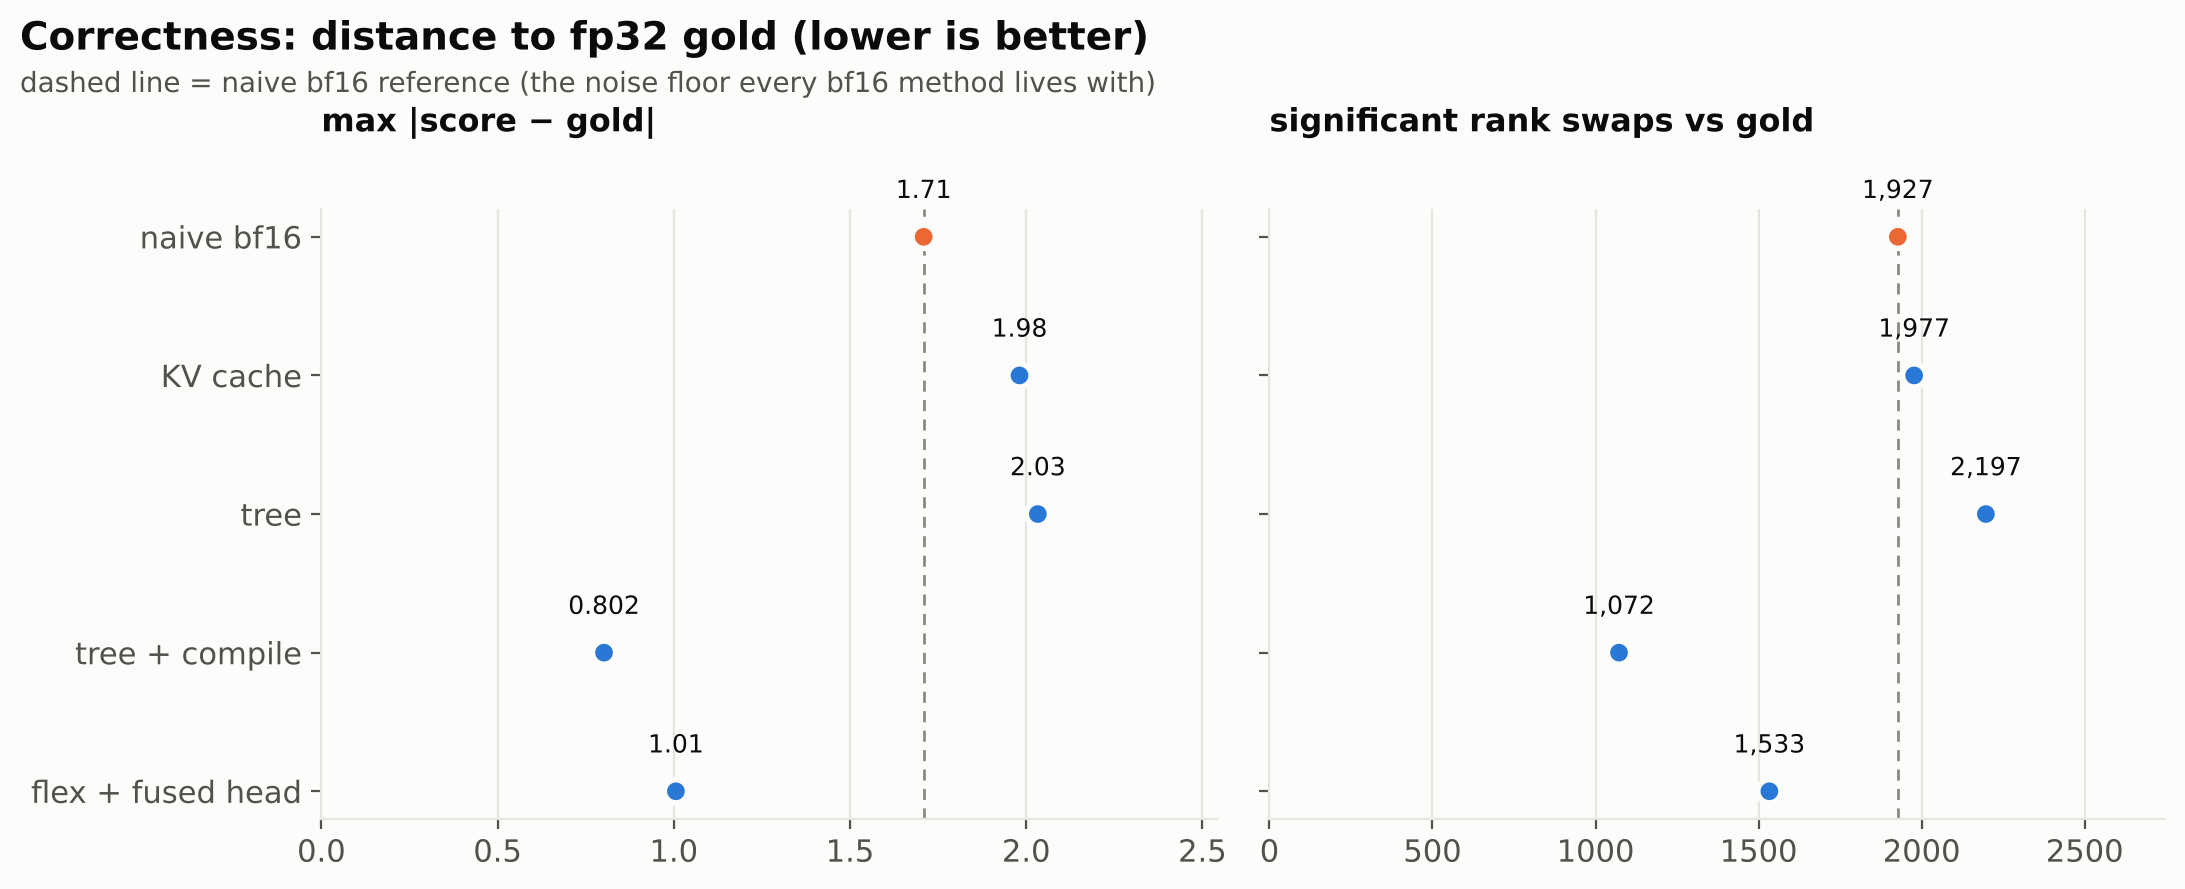 Correctness: distance to fp32 gold (lower is better)
dashed line = naive bf16 reference (the noise floor every bf16 method lives with)
max |score − gold|
significant rank swaps vs gold
1.71
1,927
naive bf16
1.98
1,977
KV cache
2.03
2,197
tree
0.802
1,072
tree + compile
1.01
1,533
flex + fused head
0.0 0.5 1.0 1.5 2.0 2.5
0 500 1000 1500 2000 2500